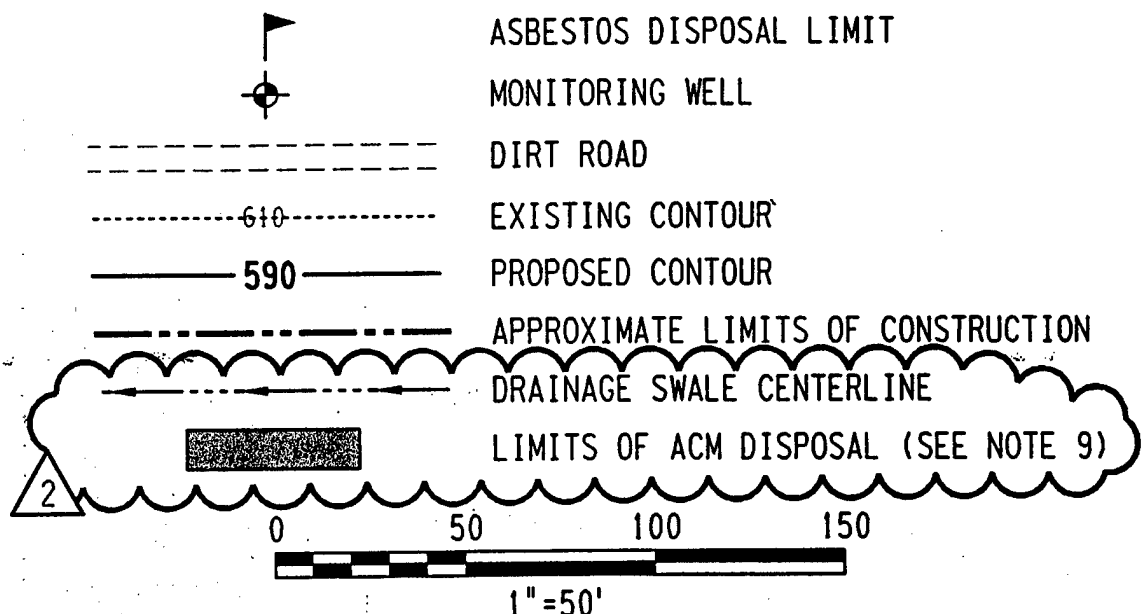 ASBESTOS DISPOSAL LIMIT
MONITORING WELL
DIRT ROAD
610 EXISTING CONTOUR
590 PROPOSED CONTOUR
APPROXIMATE LIMITS OF CONSTRUCTION
DRAINAGE SWALE CENTERLINE
LIMITS OF ACM DISPOSAL (SEE NOTE 9)
2
0 50 100 150
1"=50'